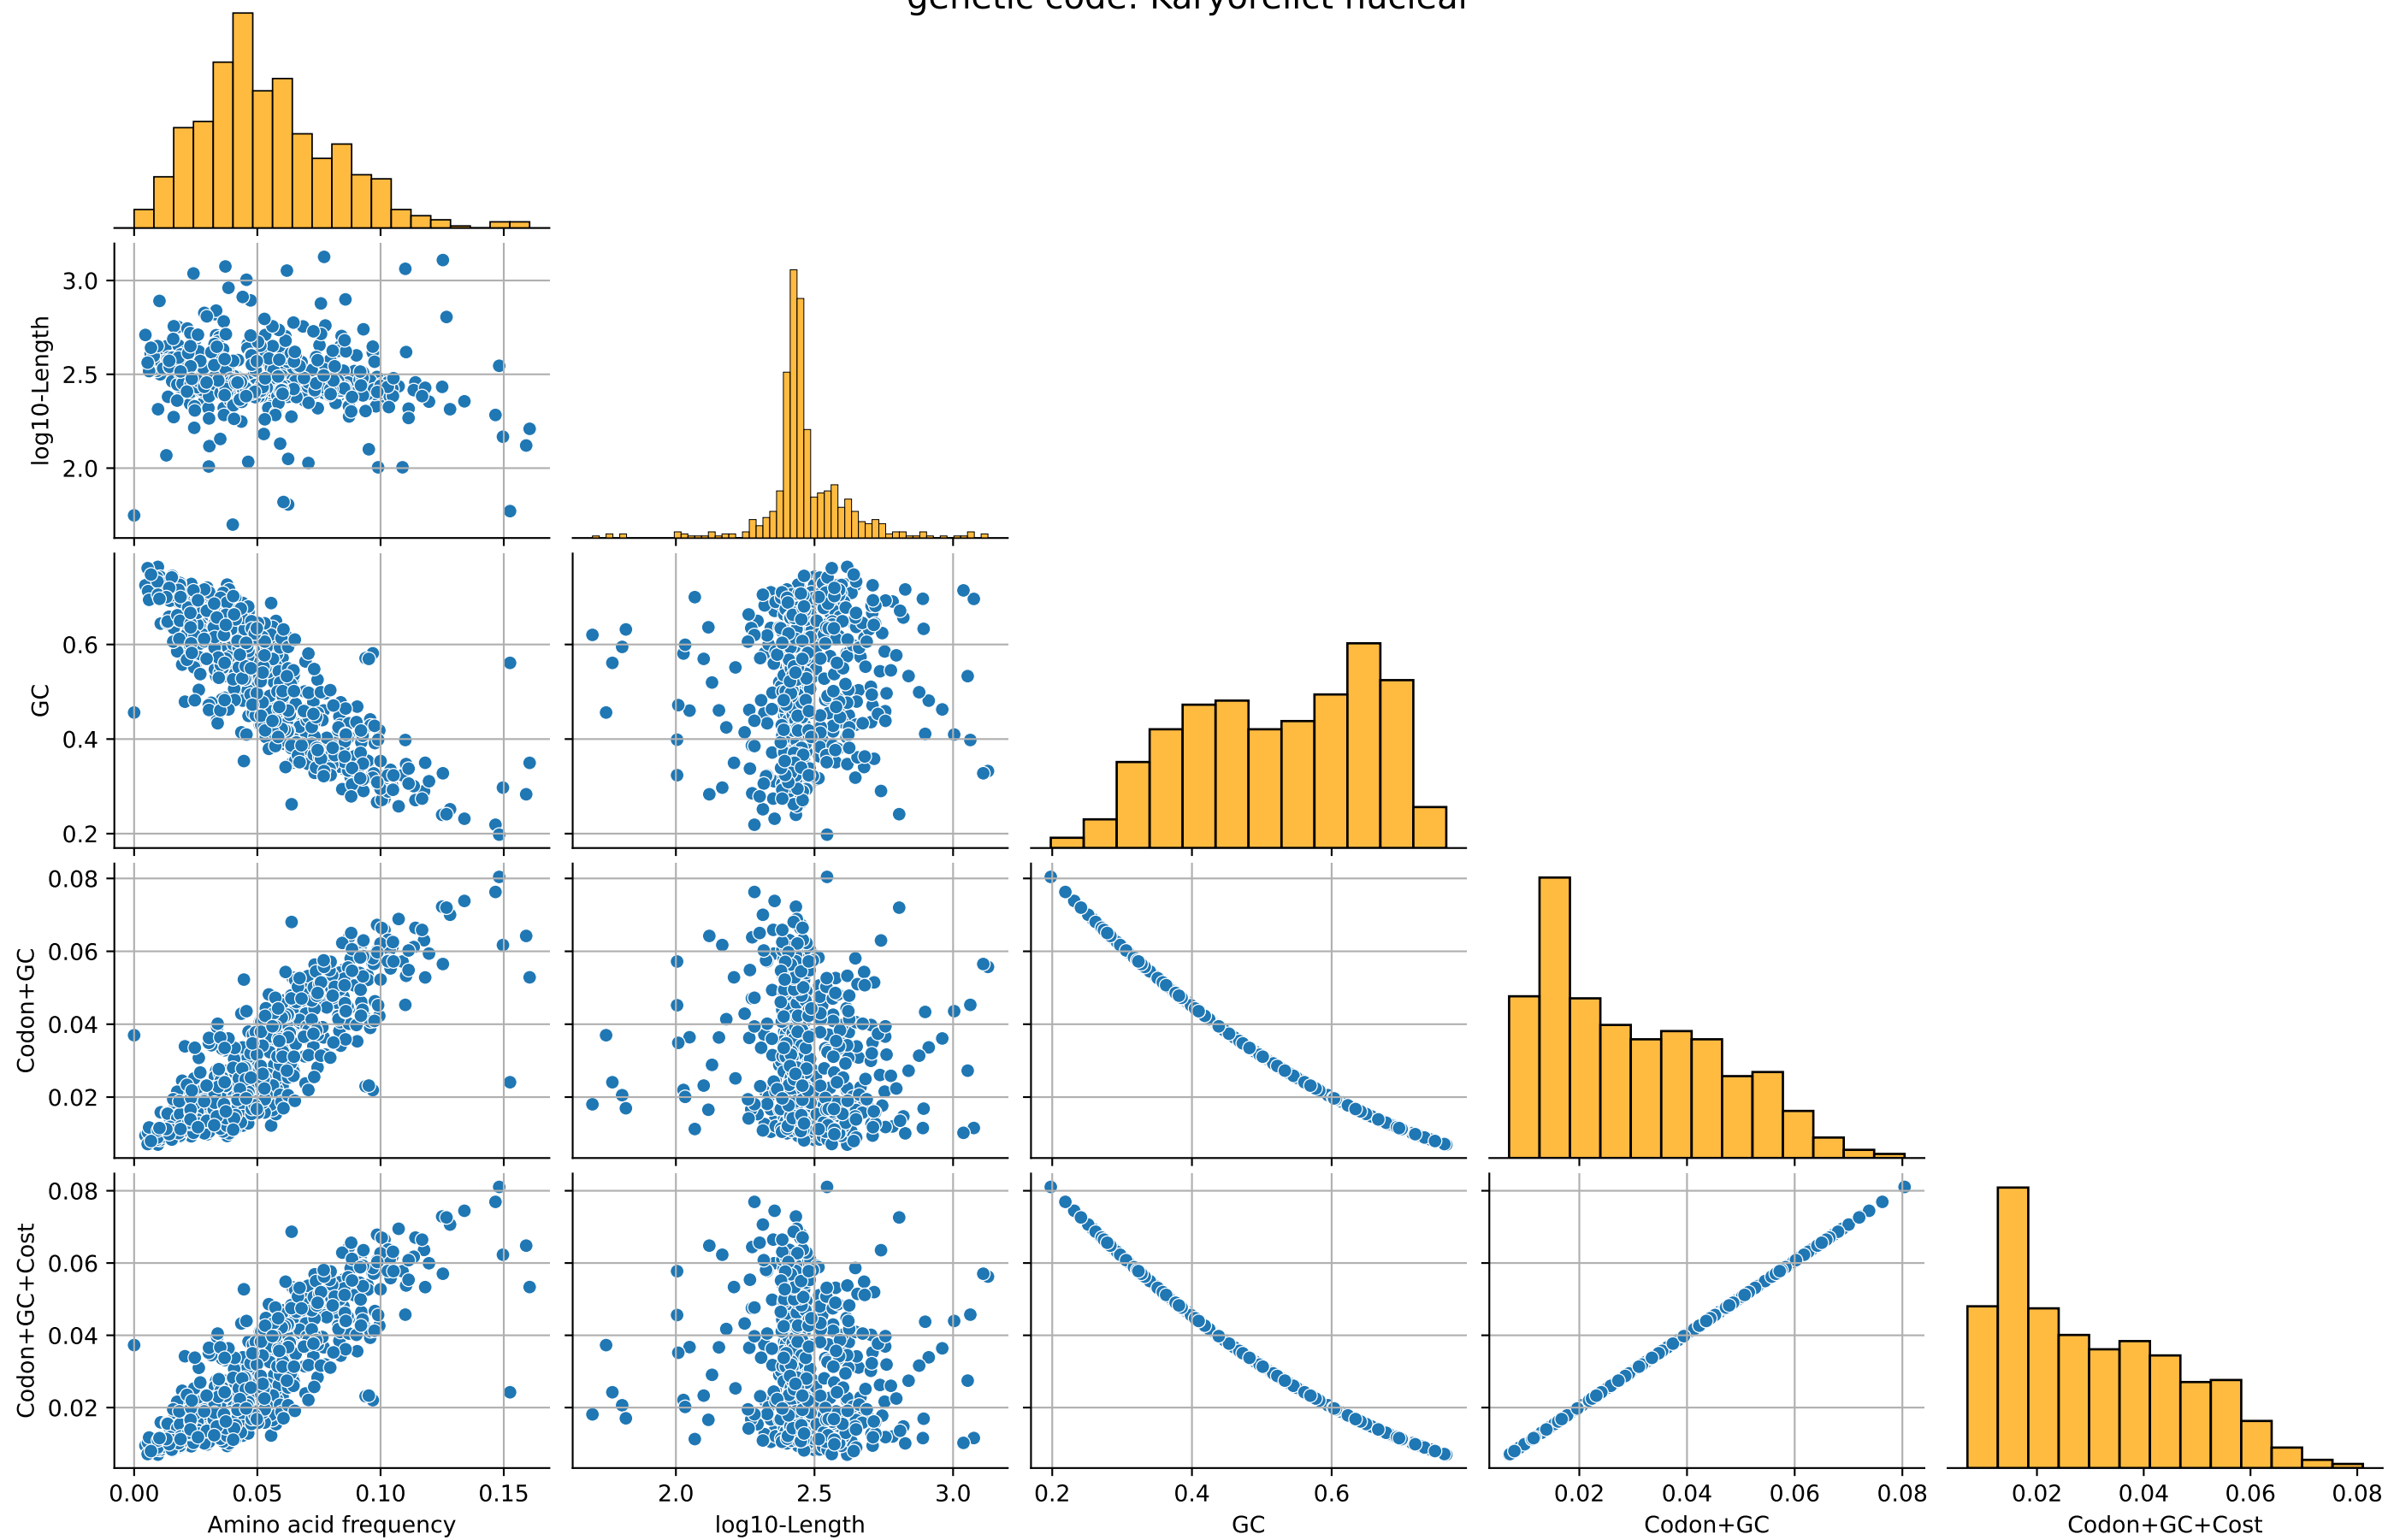 genetic code: Karyorelict nuclear
3.0
2.5
2.0
log10-Length
0.6
0.4
0.2
GC
0.08
0.06
0.04
0.02
Codon+GC
0.08
0.06
0.04
0.02
Codon+GC+Cost
0.00 0.05 0.10 0.15 2.0 2.5 3.0 0.2 0.4 0.6 0.02 0.04 0.06 0.08 0.02 0.04 0.06 0.08
Amino acid frequency log10-Length GC Codon+GC Codon+GC+Cost